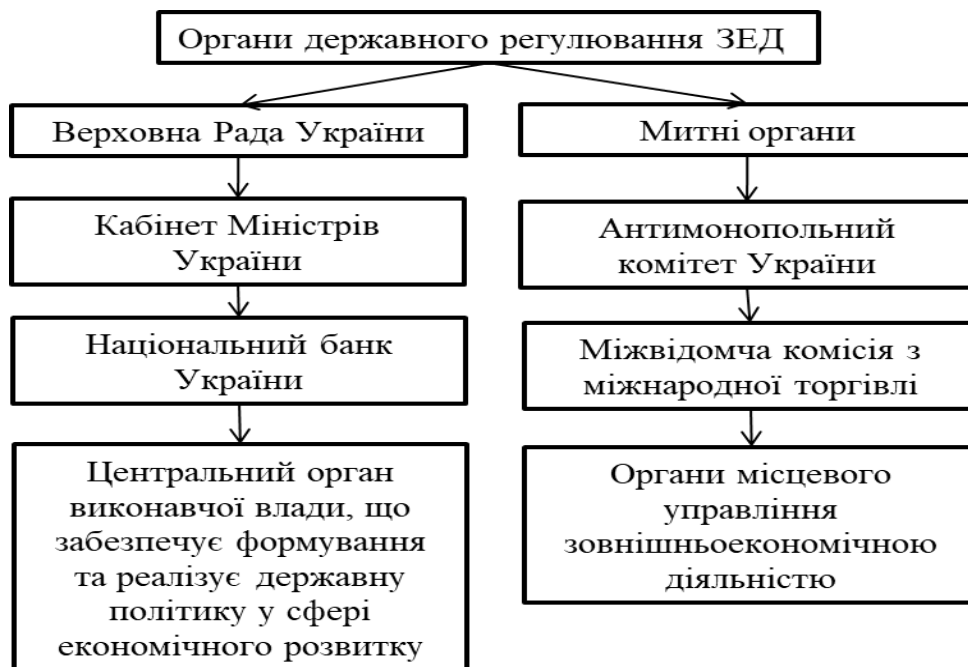 Органи державного регулювання ЗЕД
Верховна Рада України
Кабінет Міністрів
України
Національний банк
України
Центральний орган
виконавчої влади, що
забезпечує формування
та реалізує державну
політику у сфері
економічного розвитку
Митні органи
Антимонопольний
комітет України
Міжвідомча комісія з
міжнародної торгівлі
Органи місцевого
управління
зовнішньоекономічною
діяльністю